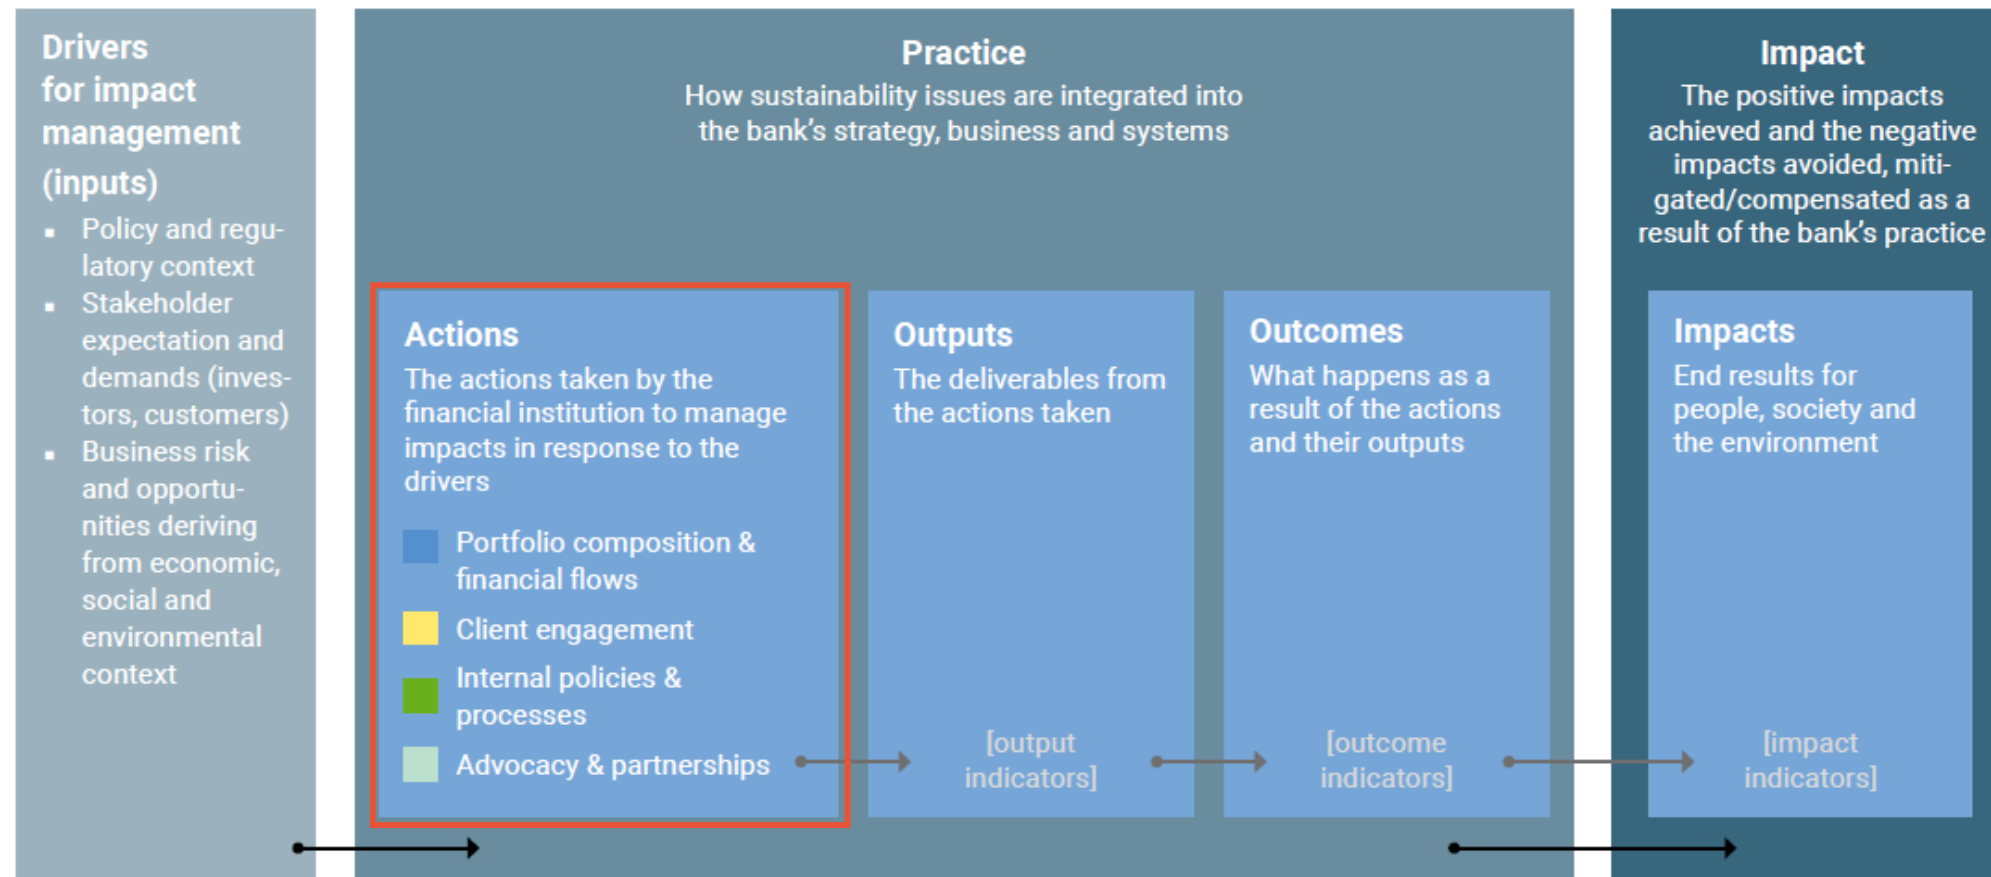 Drivers
for impact
management
(inputs)
▪ Policy and regu-
latory context
▪ Stakeholder
expectation and
demands (inves-
tors, customers)
▪ Business risk
and opportu-
nities deriving
from economic,
social and
environmental
context
Practice
How sustainability issues are integrated into
the bank’s strategy, business and systems
Actions
The actions taken by the
financial institution to manage
impacts in response to the
drivers
Portfolio composition &
financial flows
Client engagement
Internal policies &
processes
Advocacy & partnerships
Outputs
The deliverables from
the actions taken
[output
indicators]
Outcomes
What happens as a
result of the actions
and their outputs
[outcome
indicators]
Impact
The positive impacts
achieved and the negative
impacts avoided, miti-
gated/compensated as a
result of the bank’s practice
Impacts
End results for
people, society and
the environment
[impact
indicators]